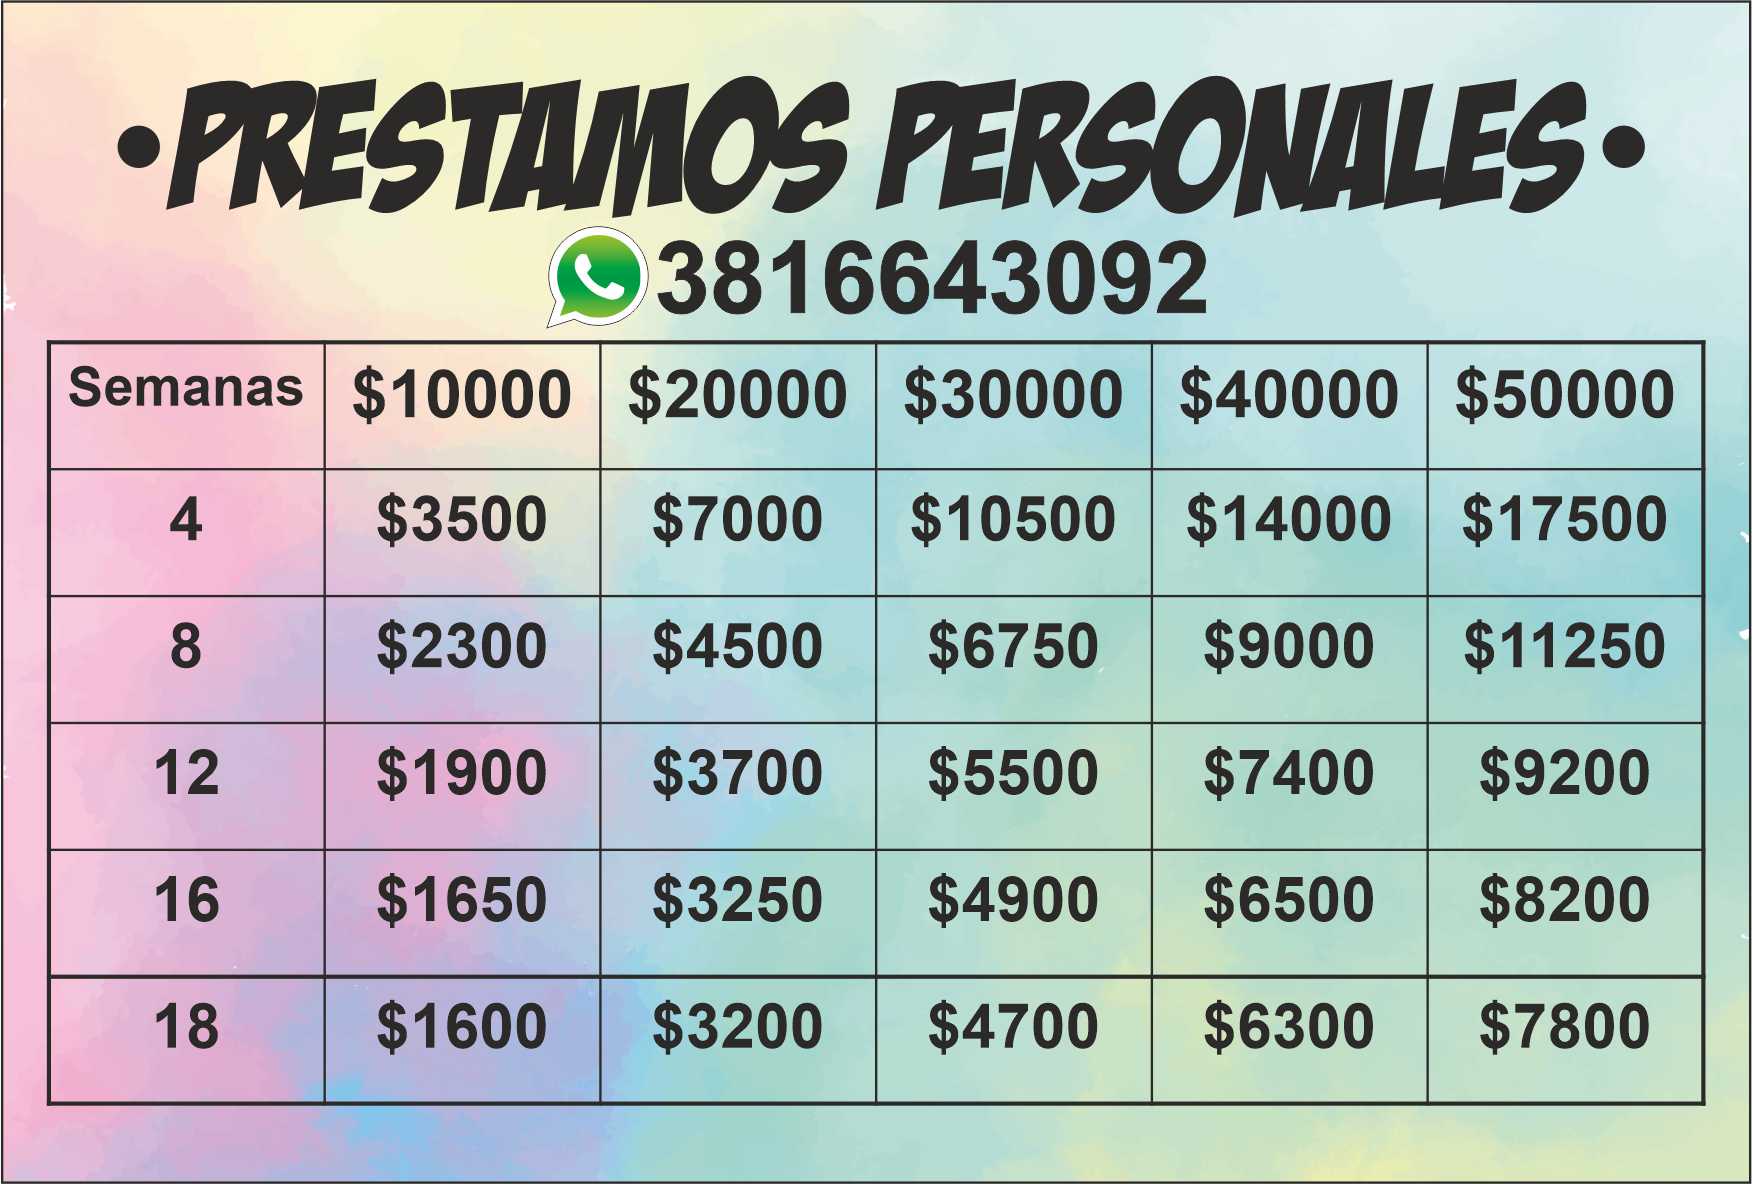 •PRESTAMOS PERSONALES•
3816643092
Semanas $10000 $20000 $30000 $40000 $50000
4 $3500 $7000 $10500 $14000 $17500
8 $2300 $4500 $6750 $9000 $11250
12 $1900 $3700 $5500 $7400 $9200
16 $1650 $3250 $4900 $6500 $8200
18 $1600 $3200 $4700 $6300 $7800